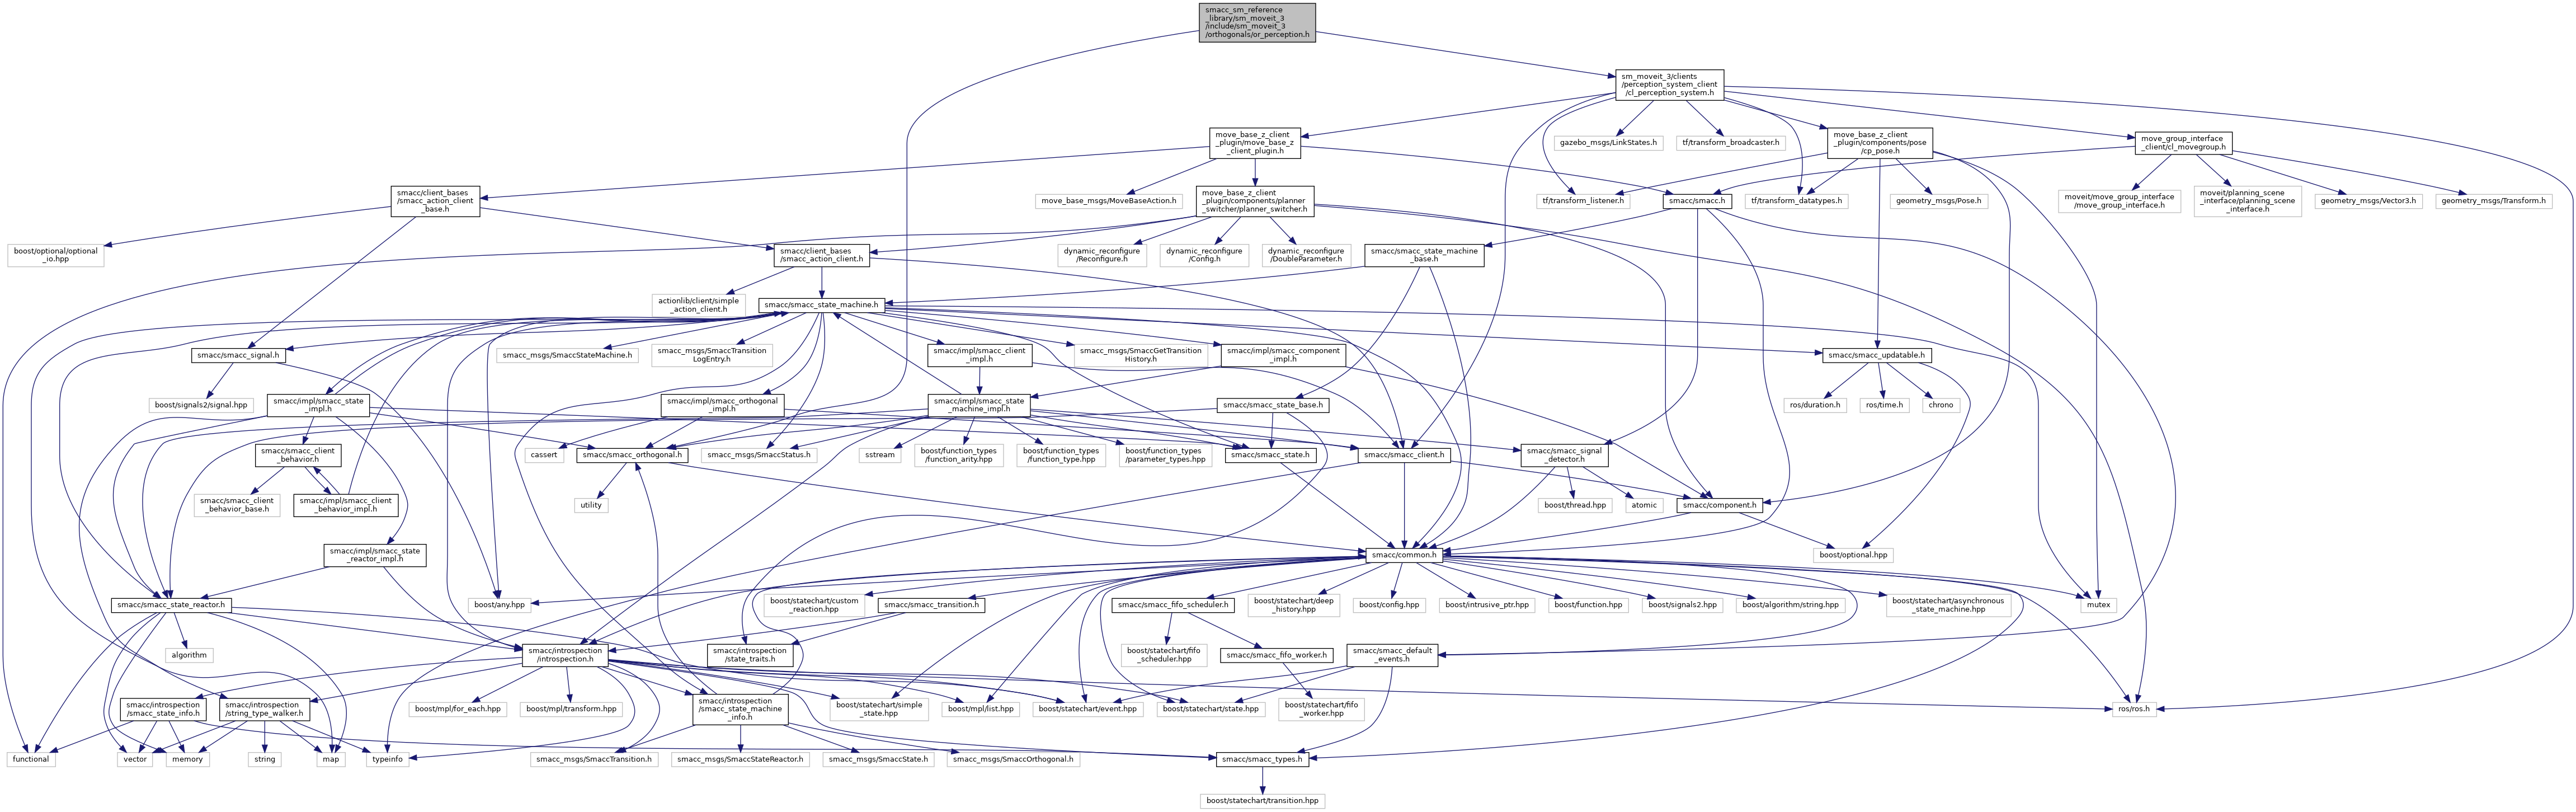 smacc_sm_reference
_library/sm_moveit_3
/include/sm_moveit_3
/orthogonals/or_perception.h
sm_moveit_3/clients
/perception_system_client
/cl_perception_system.h
move_base_z_client
_plugin/move_base_z
_client_plugin.h
gazebo_msgs/LinkStates.h
tf/transform_broadcaster.h
move_base_z_client
_plugin/components/pose
/cp_pose.h
move_group_interface
_client/cl_movegroup.h
smacc/client_bases
/smacc_action_client
_base.h
move_base_msgs/MoveBaseAction.h
move_base_z_client
_plugin/components/planner
_switcher/planner_switcher.h
tf/transform_listener.h
smacc/smacc.h
tf/transform_datatypes.h
geometry_msgs/Pose.h
moveit/move_group_interface
/move_group_interface.h
moveit/planning_scene
_interface/planning_scene
_interface.h
geometry_msgs/Vector3.h
geometry_msgs/Transform.h
boost/optional/optional
_io.hpp
smacc/client_bases
/smacc_action_client.h
dynamic_reconfigure
/Reconfigure.h
dynamic_reconfigure
/Config.h
dynamic_reconfigure
/DoubleParameter.h
smacc/smacc_state_machine
_base.h
actionlib/client/simple
_action_client.h
smacc/smacc_state_machine.h
smacc/smacc_signal.h
smacc_msgs/SmaccStateMachine.h
smacc_msgs/SmaccTransition
LogEntry.h
smacc/impl/smacc_client
_impl.h
smacc_msgs/SmaccGetTransition
History.h
smacc/impl/smacc_component
_impl.h
smacc/smacc_updatable.h
boost/signals2/signal.hpp
smacc/impl/smacc_state
_impl.h
smacc/impl/smacc_orthogonal
_impl.h
smacc/impl/smacc_state
_machine_impl.h
smacc/smacc_state_base.h
ros/duration.h
ros/time.h
chrono
smacc/smacc_client
_behavior.h
cassert
smacc/smacc_orthogonal.h
smacc_msgs/SmaccStatus.h
sstream
boost/function_types
/function_arity.hpp
boost/function_types
/function_type.hpp
boost/function_types
/parameter_types.hpp
smacc/smacc_state.h
smacc/smacc_client.h
smacc/smacc_signal
_detector.h
smacc/smacc_client
_behavior_base.h
smacc/impl/smacc_client
_behavior_impl.h
utility
boost/thread.hpp
atomic
smacc/component.h
smacc/impl/smacc_state
_reactor_impl.h
smacc/common.h
boost/optional.hpp
smacc/smacc_state_reactor.h
boost/any.hpp
boost/statechart/custom
_reaction.hpp
smacc/smacc_transition.h
smacc/smacc_fifo_scheduler.h
boost/statechart/deep
_history.hpp
boost/config.hpp
boost/intrusive_ptr.hpp
boost/function.hpp
boost/signals2.hpp
boost/algorithm/string.hpp
boost/statechart/asynchronous
_state_machine.hpp
mutex
algorithm
smacc/introspection
/introspection.h
smacc/introspection
/state_traits.h
boost/statechart/fifo
_scheduler.hpp
smacc/smacc_fifo_worker.h
smacc/smacc_default
_events.h
smacc/introspection
/smacc_state_info.h
smacc/introspection
/string_type_walker.h
boost/mpl/for_each.hpp
boost/mpl/transform.hpp
smacc/introspection
/smacc_state_machine
_info.h
boost/statechart/simple
_state.hpp
boost/mpl/list.hpp
boost/statechart/event.hpp
boost/statechart/state.hpp
boost/statechart/fifo
_worker.hpp
ros/ros.h
functional
vector
memory
string
map
typeinfo
smacc_msgs/SmaccTransition.h
smacc_msgs/SmaccStateReactor.h
smacc_msgs/SmaccState.h
smacc_msgs/SmaccOrthogonal.h
smacc/smacc_types.h
boost/statechart/transition.hpp